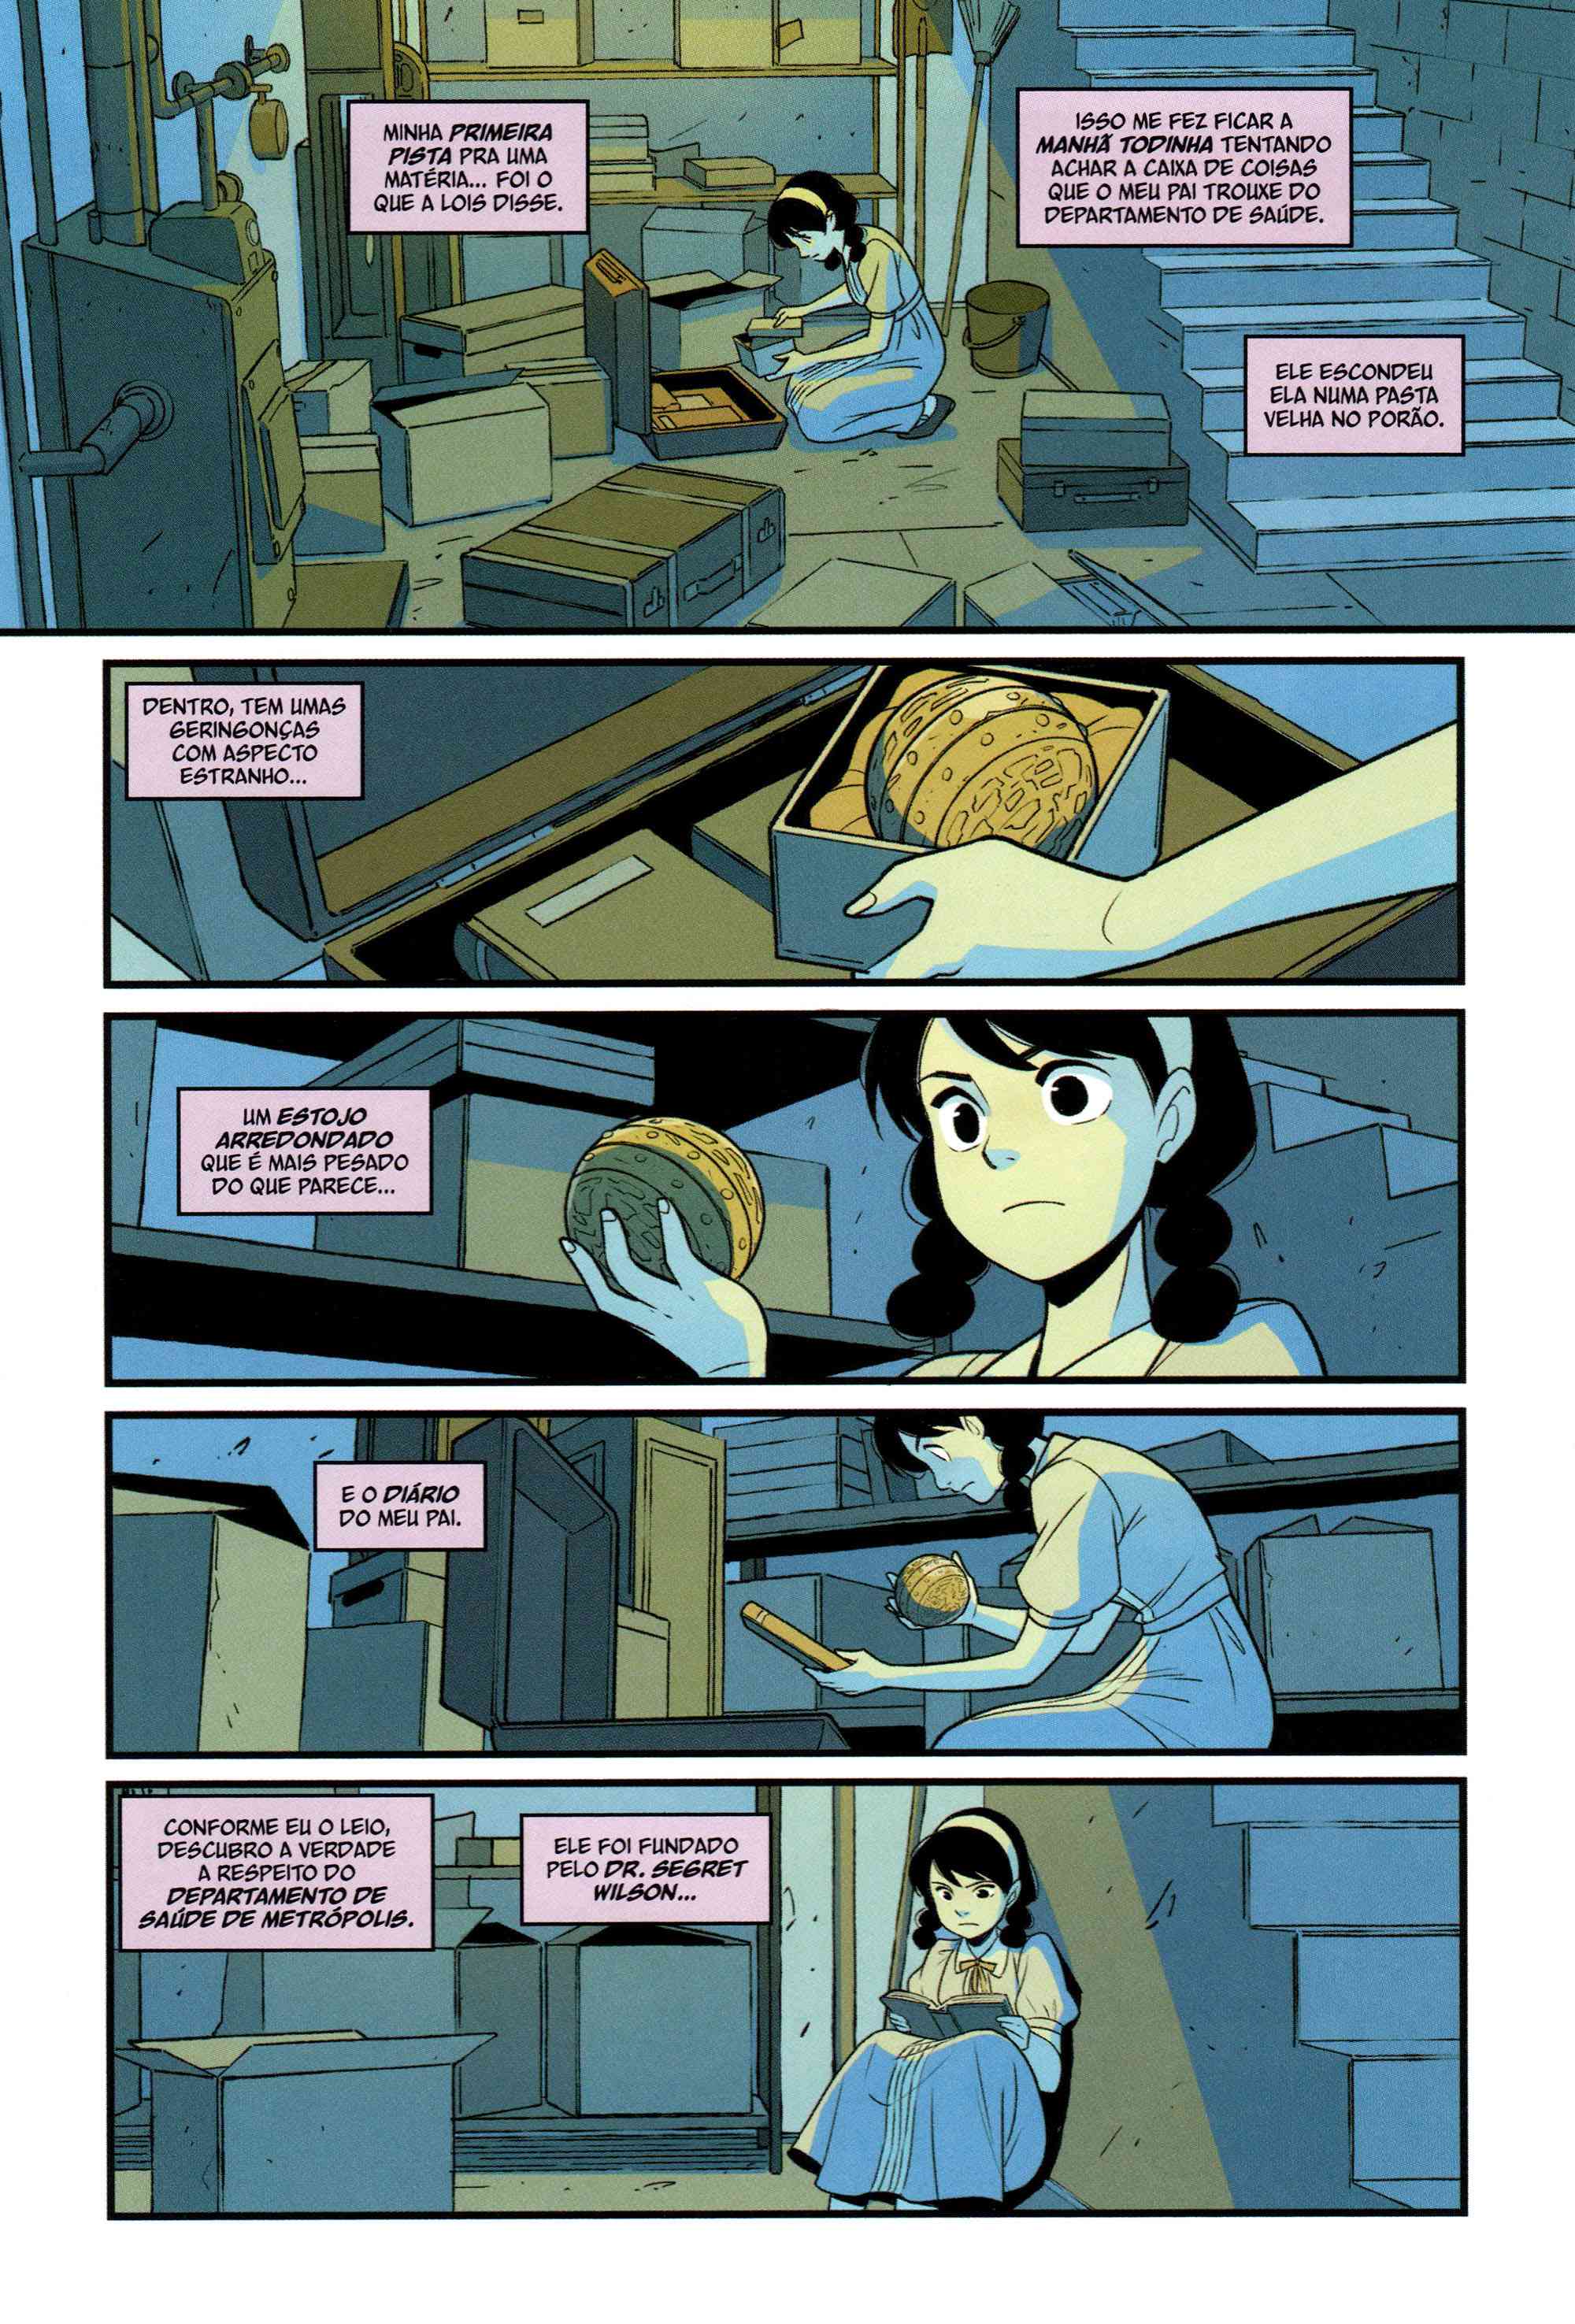 MINHA PRIMEIRA
PISTA PRA UMA
MATÉRIA... FOI O
QUE A LOIS DISSE.
ISSO ME FEZ FICAR A
MANHÃ TODINHA TENTANDO
ACHAR A CAIXA DE COISAS
QUE O MEU PAI TROUXE DO
DEPARTAMENTO DE SAÚDE.
ELE ESCONDEU
ELA NUMA PASTA
VELHA NO PORÃO.
DENTRO, TEM UMAS
GERINGONÇAS
COM ASPECTO
ESTRANHO...
UM ESTOJO
ARREDONDADO
QUE É MAIS PESADO
DO QUE PARECE...
E O DIÁRIO
DO MEU PAI.
CONFORME EU O LEIO,
DESCUBRO A VERDADE
A RESPEITO DO
DEPARTAMENTO DE
SAÚDE DE METRÓPOLIS.
ELE FOI FUNDADO
PELO DR. SEGRET
WILSON...